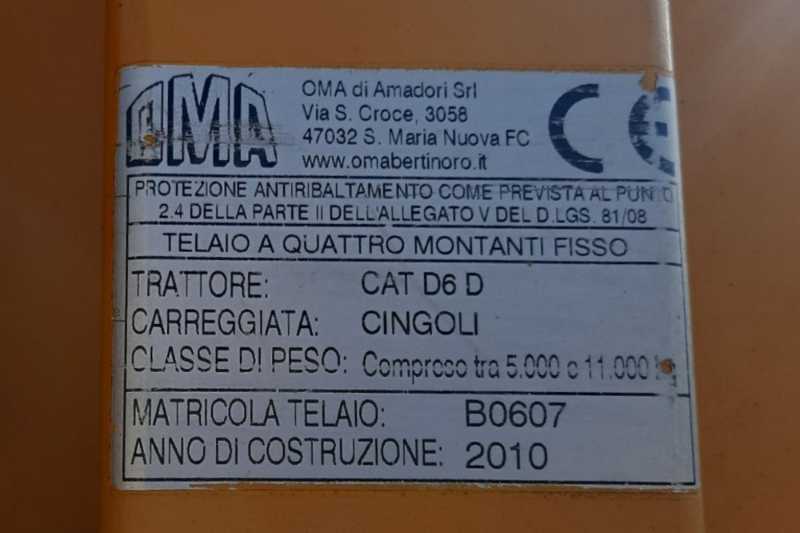 OMA
OMA di Amadori Srl
Via S. Croce, 3058
47032 S. Maria Nuova FC
www.omabertinoro.it
CE
PROTEZIONE ANTIRIBALTAMENTO COME PREVISTA AL PUNTO
2.4 DELLA PARTE II DELL'ALLEGATO V DEL D.LGS. 81/08
TELAIO A QUATTRO MONTANTI FISSO
TRATTORE: CAT D6 D
CARREGGIATA: CINGOLI
CLASSE DI PESO: Compreso tra 5.000 e 11.000 kg
MATRICOLA TELAIO: B0607
ANNO DI COSTRUZIONE: 2010